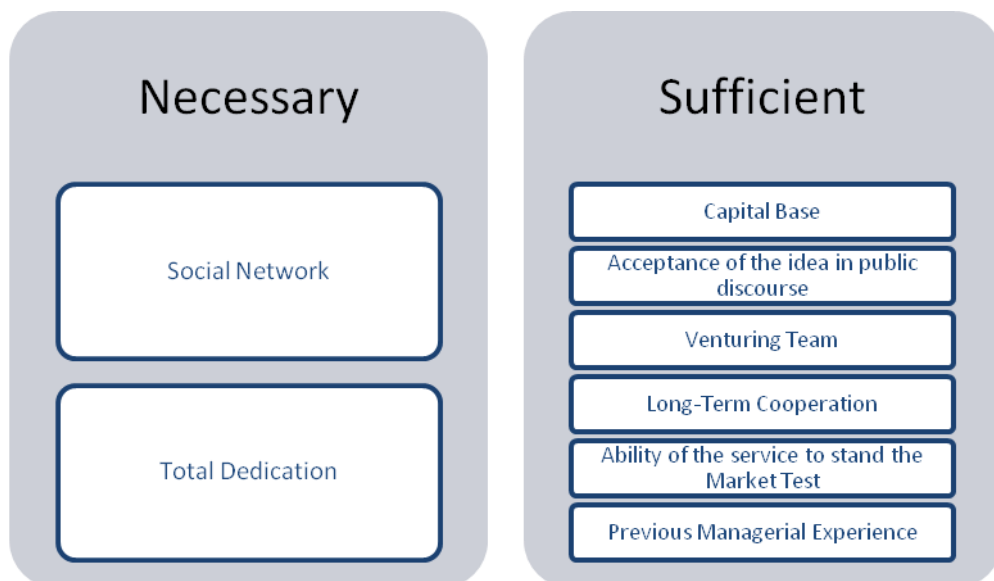 Necessary
Social Network
Total Dedication
Sufficient
Capital Base
Acceptance of the idea in public
discourse
Venturing Team
Long-Term Cooperation
Ability of the service to stand the
Market Test
Previous Managerial Experience